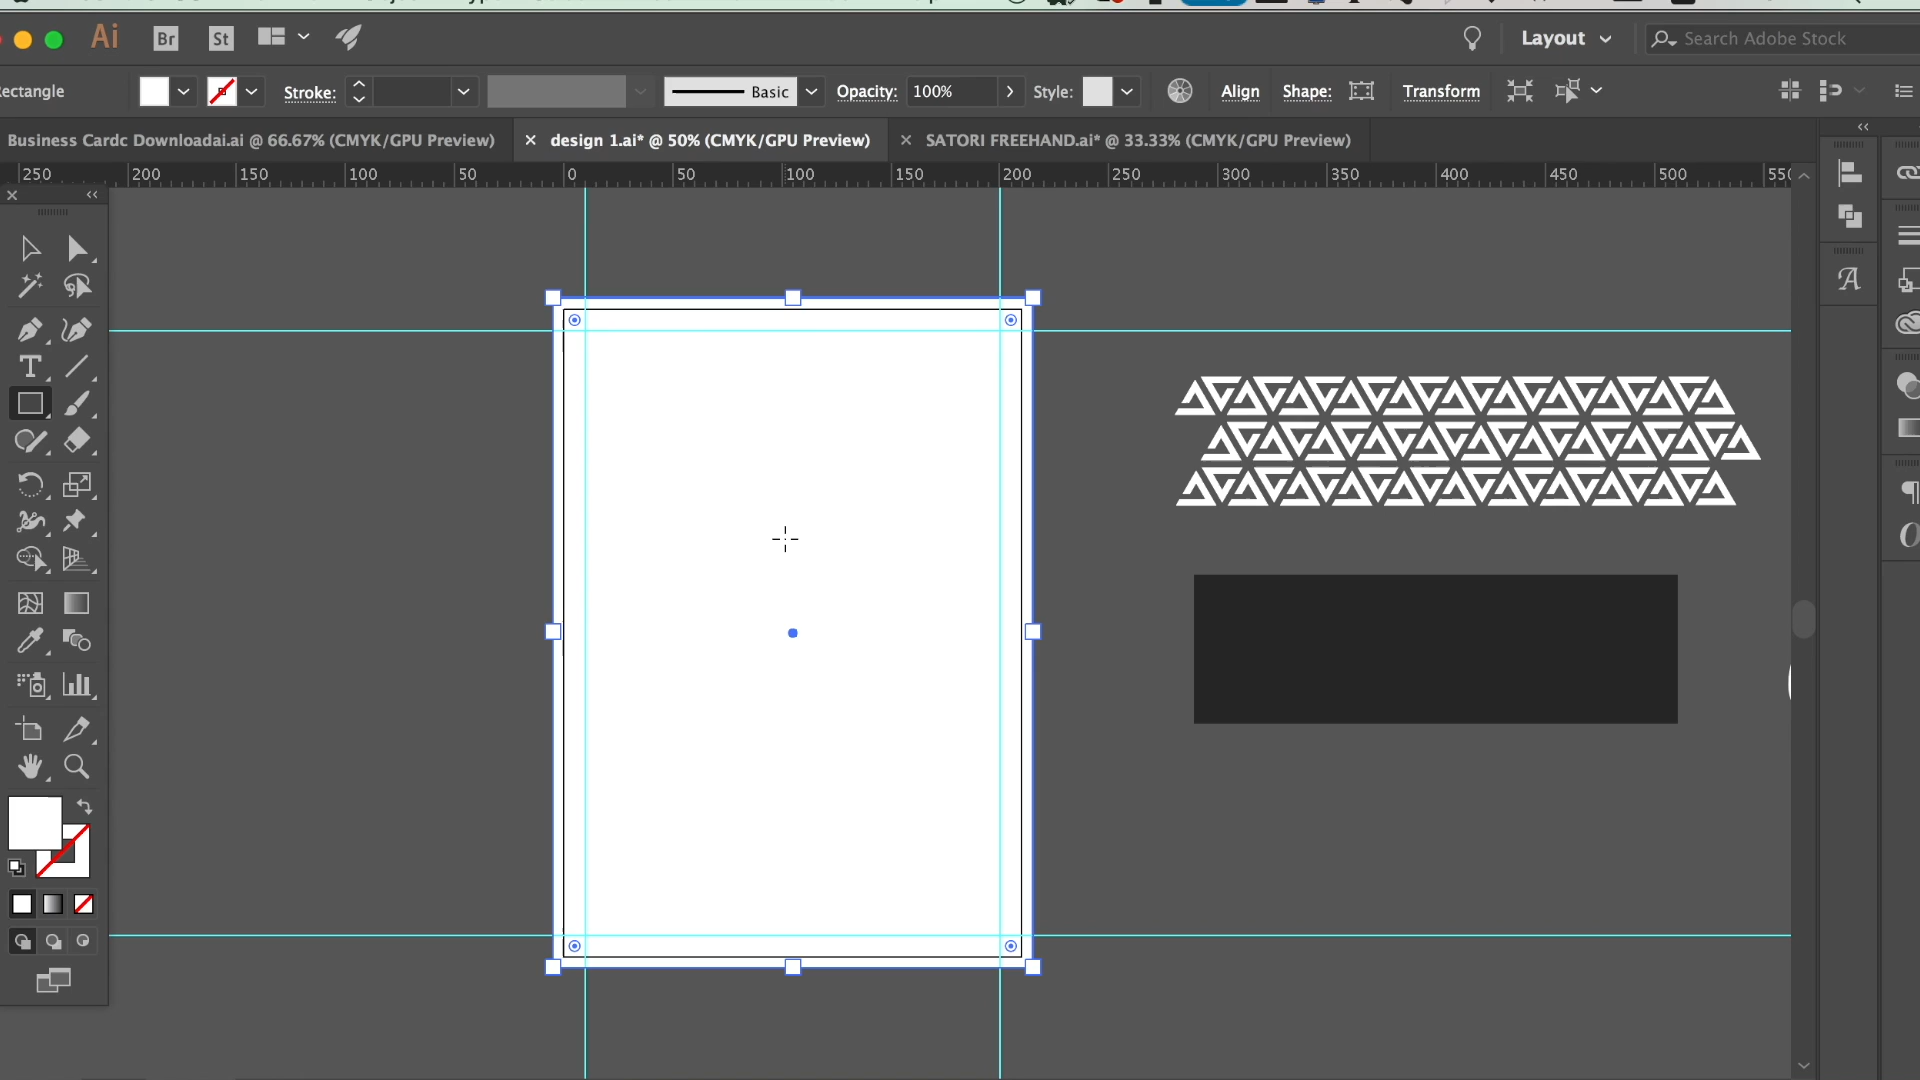 Ai Br St Layout Search Adobe Stock
Stroke: Basic Opacity: 100% Style: Align Shape: Transform
Business Cardc Downloadai.ai @ 66.67% (CMYK/GPU Preview) × design 1.ai* @ 50% (CMYK/GPU Preview) × SATORI FREEHAND.ai* @ 33.33% (CMYK/GPU Preview)
250 200 150 100 50 0 50 100 150 200 250 300 350 400 450 500